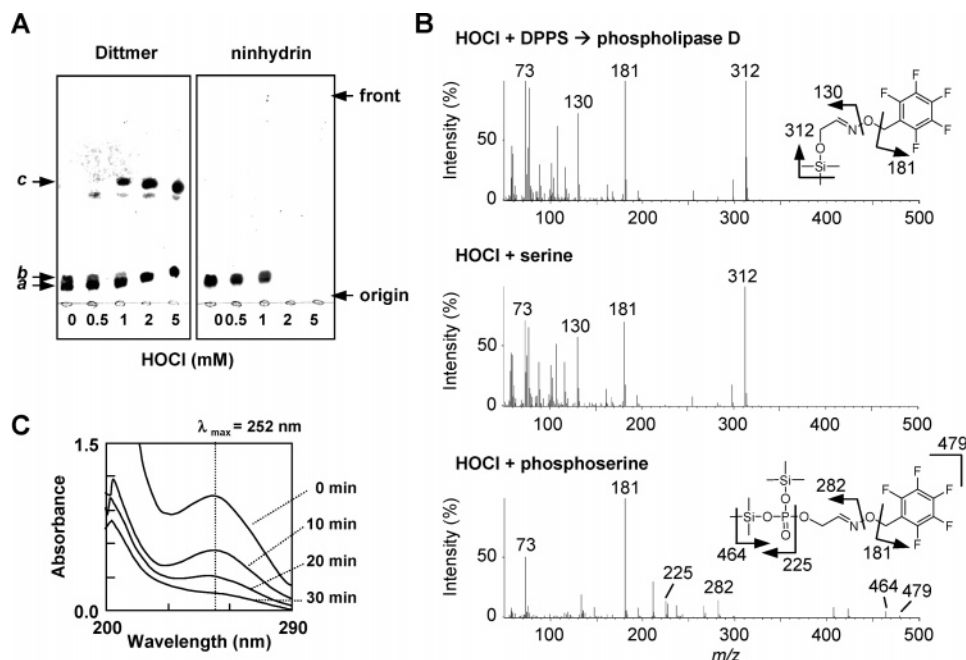 A
Dittmer ninhydrin
front
c
b
a
origin
0 0.5 1 2 5 0 0.5 1 2 5
HOCl (mM)
B
HOCl + DPPS → phospholipase D
Intensity (%)
50
0
73
130
181
312
100 200 300 400 500
130
312
181
O
N
O
Si
F
F
F
F
F
HOCl + serine
Intensity (%)
50
0
73
130
181
312
100 200 300 400 500
HOCl + phosphoserine
Intensity (%)
50
0
73
181
225
282
464
479
100 200 300 400 500
m/z
479
282
464
225
181
Si
O
Si
O
P
O
O
N
O
F
F
F
F
F
C
λ max = 252 nm
1.5
0.0
Absorbance
0 min
10 min
20 min
30 min
200 290
Wavelength (nm)